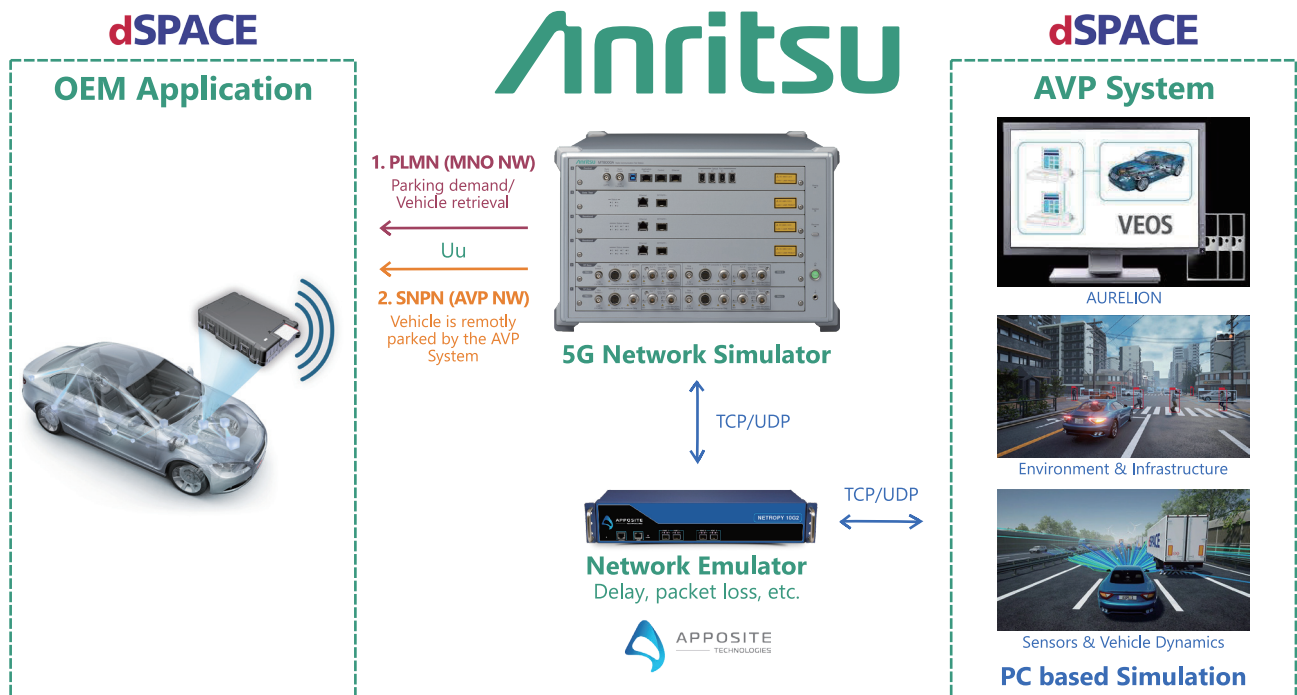 dSPACE
OEM Application
Anritsu
dSPACE
AVP System
1. PLMN (MNO NW)
Parking demand/
Vehicle retrieval
Uu
2. SNPN (AVP NW)
Vehicle is remotly
parked by the AVP
System
ANRITSU
5G Network Simulator
TCP/UDP
APPOSITE
NETROPY 10G2
TCP/UDP
Network Emulator
Delay, packet loss, etc.
APPOSITE
TECHNOLOGIES
VEOS
AURELION
Environment & Infrastructure
SPACE
Sensors & Vehicle Dynamics
PC based Simulation